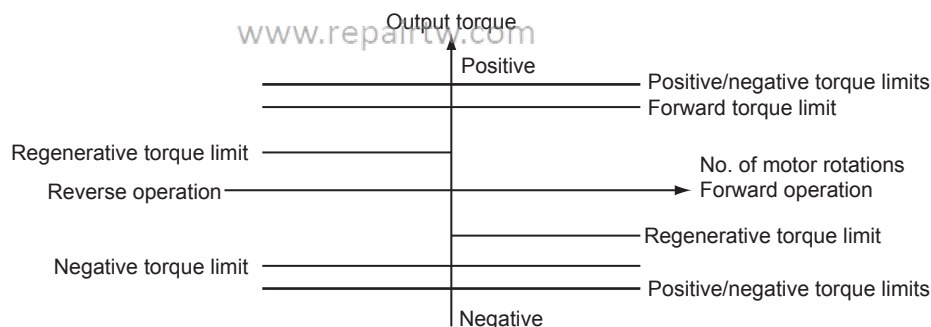 Output torque
www.repairtw.com
Positive
Positive/negative torque limits
Forward torque limit
Regenerative torque limit
No. of motor rotations
Reverse operation
Forward operation
Regenerative torque limit
Negative torque limit
Positive/negative torque limits
Negative